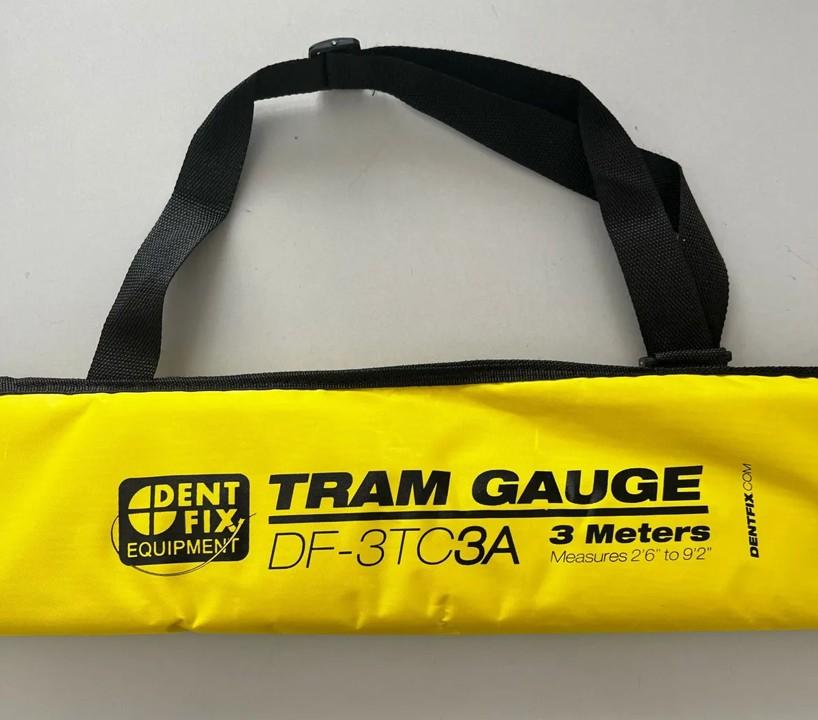 DENT
FIX
EQUIPMENT
TRAM GAUGE
DF-3TC3A
3 Meters
Measures 2'6" to 9'2"
DENTFIX.COM